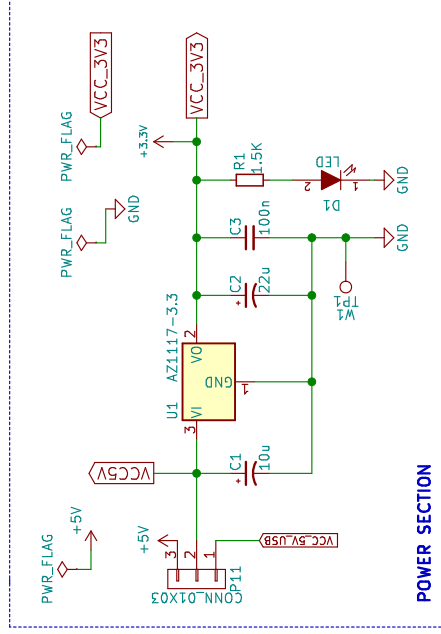 PWR_FLAG
+5V
+5V
3
2
1
P11
CONN_01X03
VCC_5V_USB
VCC5V
C1
10u
U1
AZ1117-3.3
3
VI
VO
2
GND
1
C2
22u
C3
100n
R1
1.5K
LED
2
1
D1
GND
GND
W1
TP1
+3.3V
VCC_3V3
VCC_3V3
PWR_FLAG
PWR_FLAG
GND
POWER SECTION